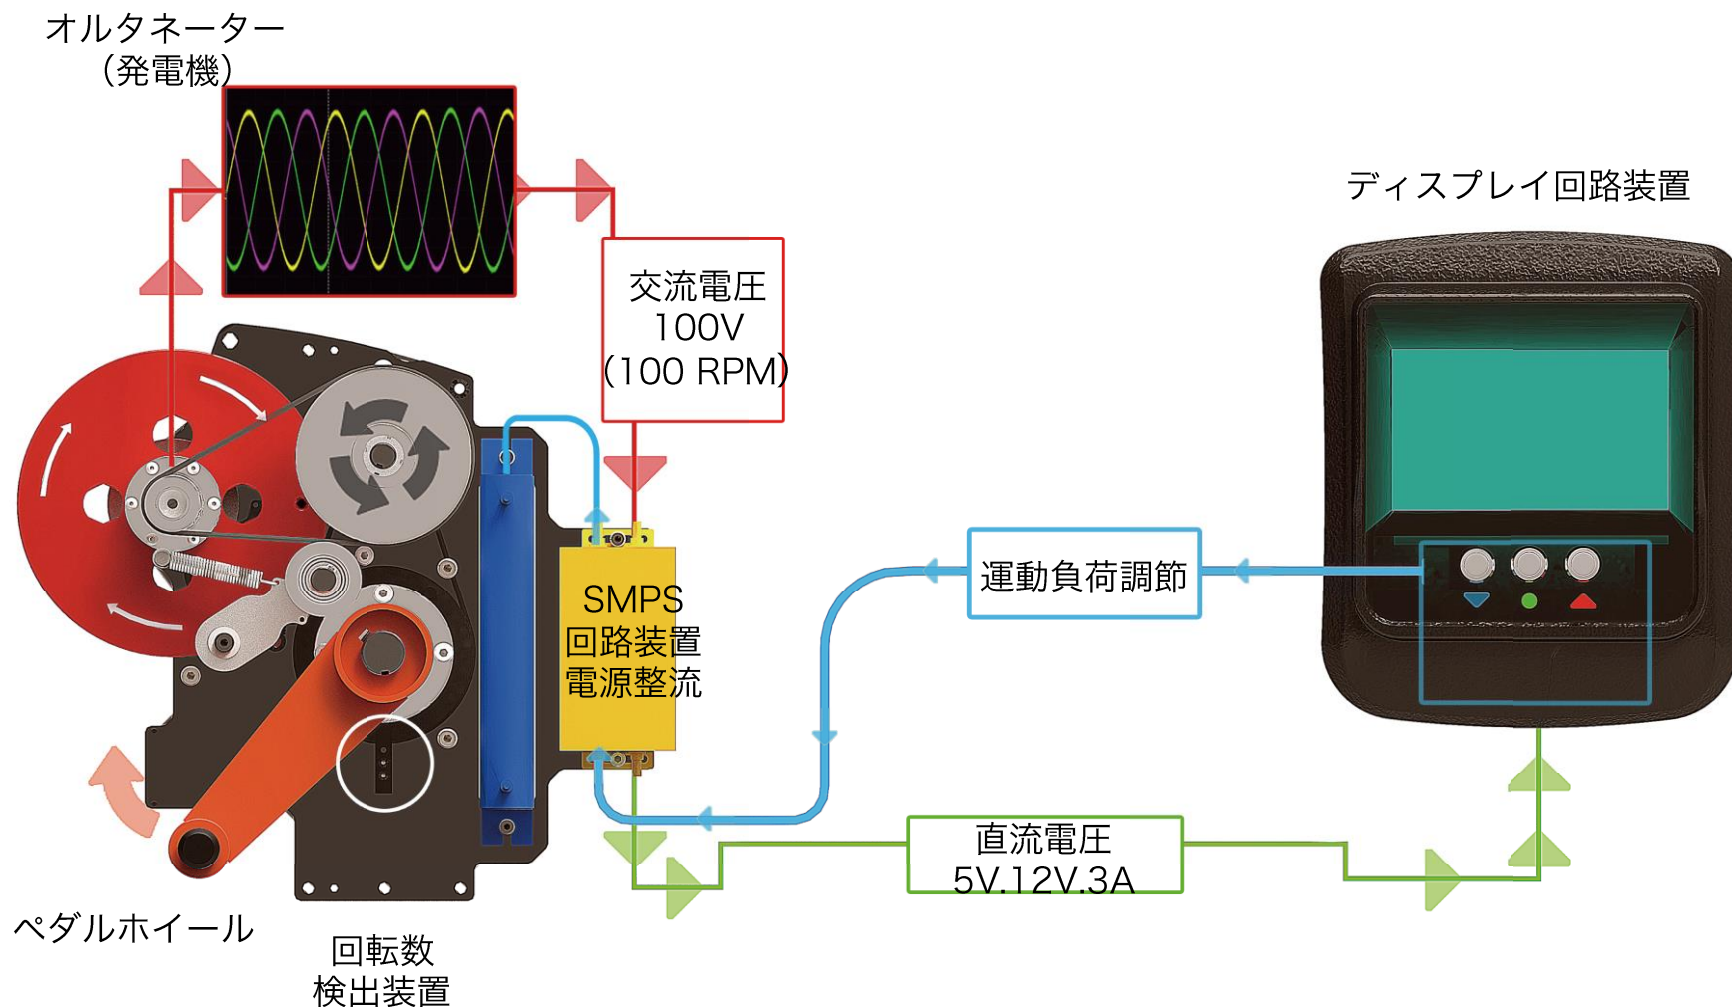 オルタネーター
（発電機）
ディスプレイ回路装置
交流電圧
100V
（100 RPM）
SMPS
回路装置
電源整流
運動負荷調節
直流電圧
5V.12V.3A
ペダルホイール
回転数
検出装置